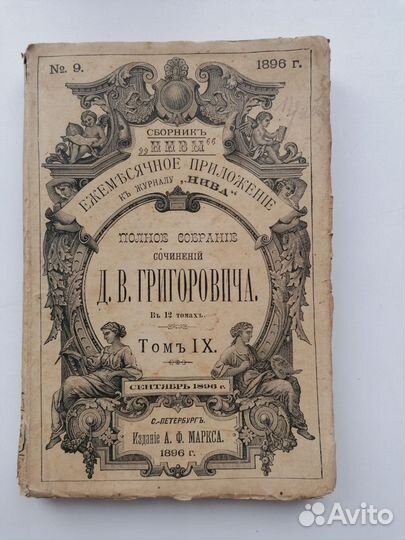 №. 9.
1896 г.
СБОРНИКЪ
„НИВЫ“
ЕЖЕМѢСЯЧНОЕ ПРИЛОЖЕНІЕ
КЪ ЖУРНАЛУ „НИВА“
ПОЛНОЕ СОБРАНІЕ
СОЧИНЕНІЙ
Д. В. ГРИГОРОВИЧА.
Въ 12 томахъ.
Томъ IX.
СЕНТЯБРЬ 1896 г.
С.-ПЕТЕРБУРГЪ.
Изданіе А. Ф. МАРКСА.
1896 г.
Avito